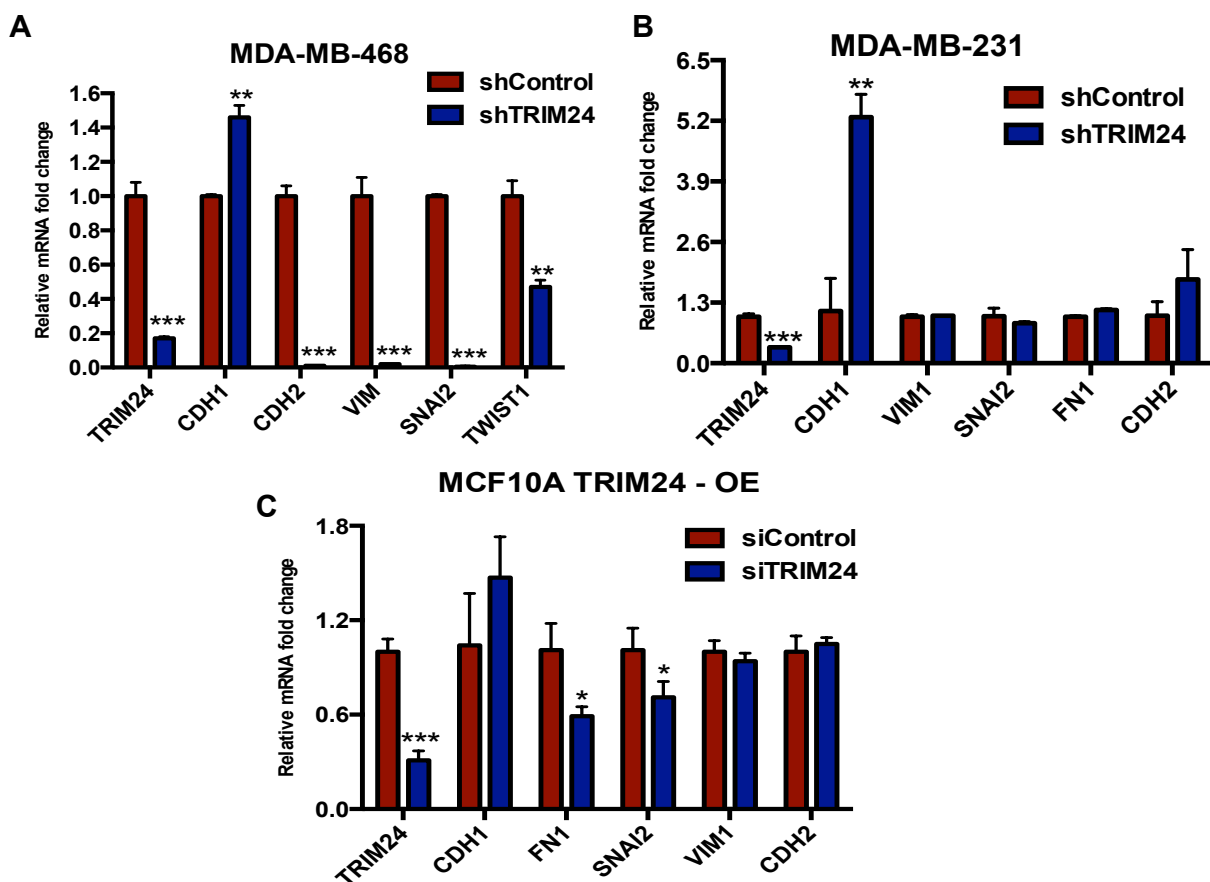 A
MDA-MB-468
shControl
shTRIM24
Relative mRNA fold change
1.6
1.4
1.2
1.0
0.8
0.6
0.4
0.2
0.0
**
***
***
***
***
**
TRIM24
CDH1
CDH2
VIM
SNAI2
TWIST1
B
MDA-MB-231
shControl
shTRIM24
Relative mRNA fold change
6.5
5.2
3.9
2.6
1.3
0.0
**
***
TRIM24
CDH1
VIM1
SNAI2
FN1
CDH2
C
MCF10A TRIM24 - OE
siControl
siTRIM24
Relative mRNA fold change
1.8
1.2
0.6
0.0
***
*
*
TRIM24
CDH1
FN1
SNAI2
VIM1
CDH2